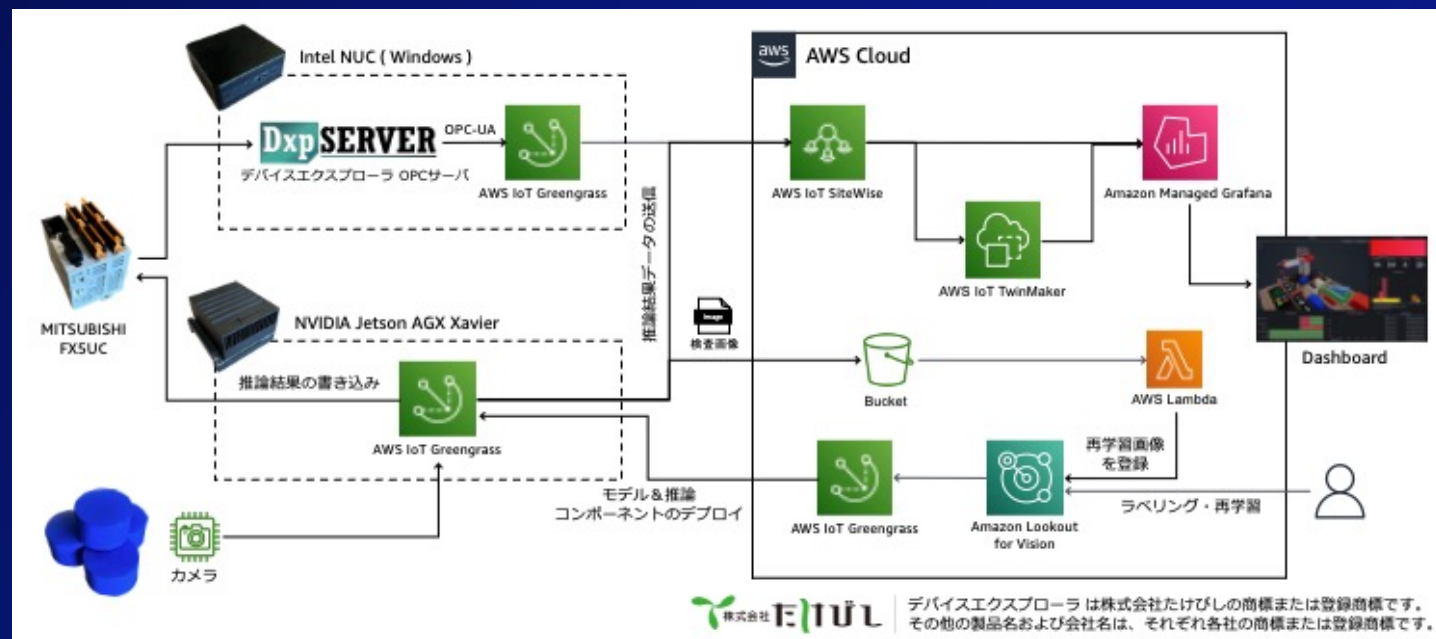 Intel NUC ( Windows )
DxpSERVER
OPC-UA
デバイスエクスプローラ OPCサーバ
AWS IoT Greengrass
MITSUBISHI
FX5UC
NVIDIA Jetson AGX Xavier
推論結果の書き込み
AWS IoT Greengrass
カメラ
推論結果データの送信
Image
検査画像
モデル&推論
コンポーネントのデプロイ
aws
AWS Cloud
AWS IoT SiteWise
Amazon Managed Grafana
AWS IoT TwinMaker
Dashboard
Bucket
AWS Lambda
再学習画像
を登録
AWS IoT Greengrass
Amazon Lookout
for Vision
ラベリング・再学習
株式会社たけびし
デバイスエクスプローラ は株式会社たけびしの商標または登録商標です。
その他の製品名および会社名は、それぞれ各社の商標または登録商標です。